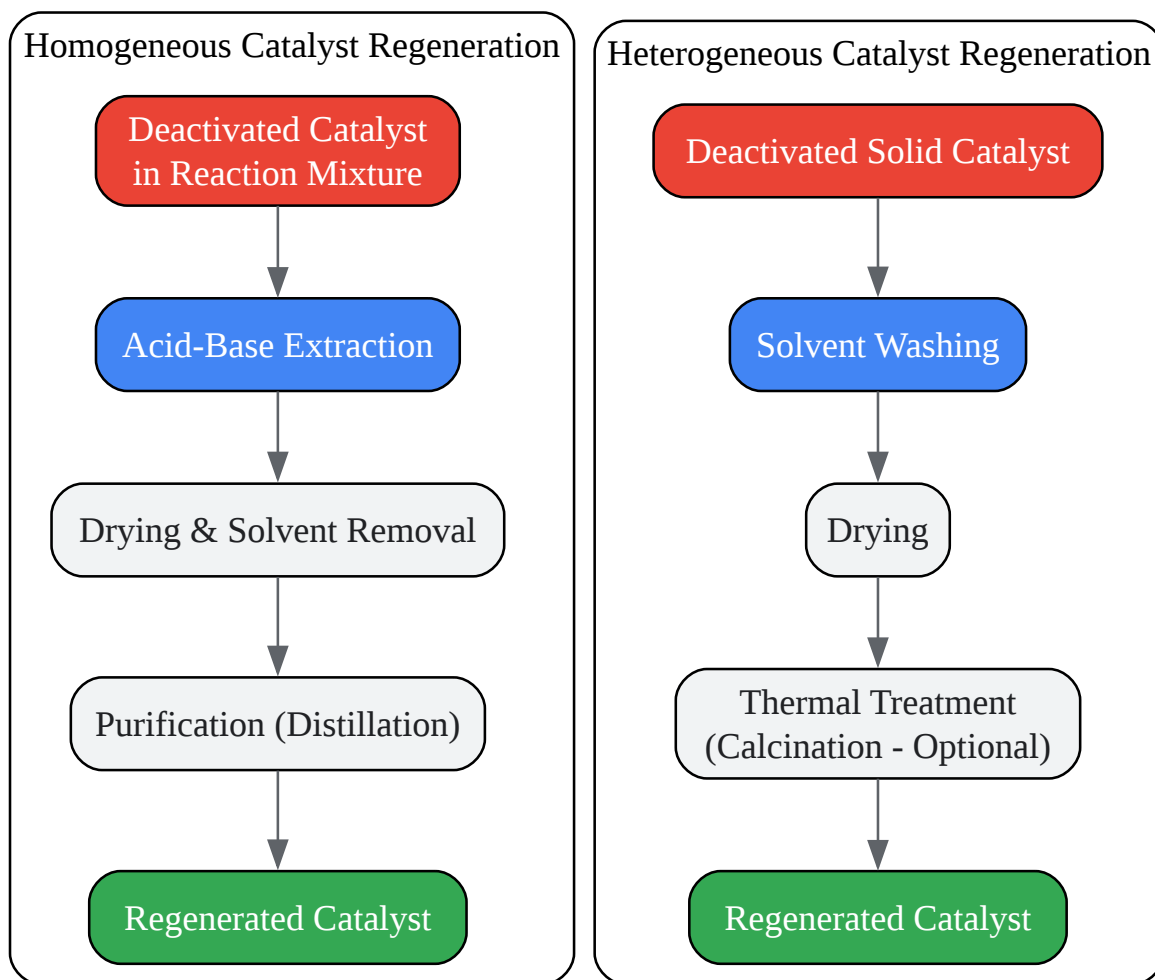 Homogeneous Catalyst Regeneration
Deactivated Catalyst
in Reaction Mixture
Acid-Base Extraction
Drying & Solvent Removal
Purification (Distillation)
Regenerated Catalyst
Heterogeneous Catalyst Regeneration
Deactivated Solid Catalyst
Solvent Washing
Drying
Thermal Treatment
(Calcination - Optional)
Regenerated Catalyst